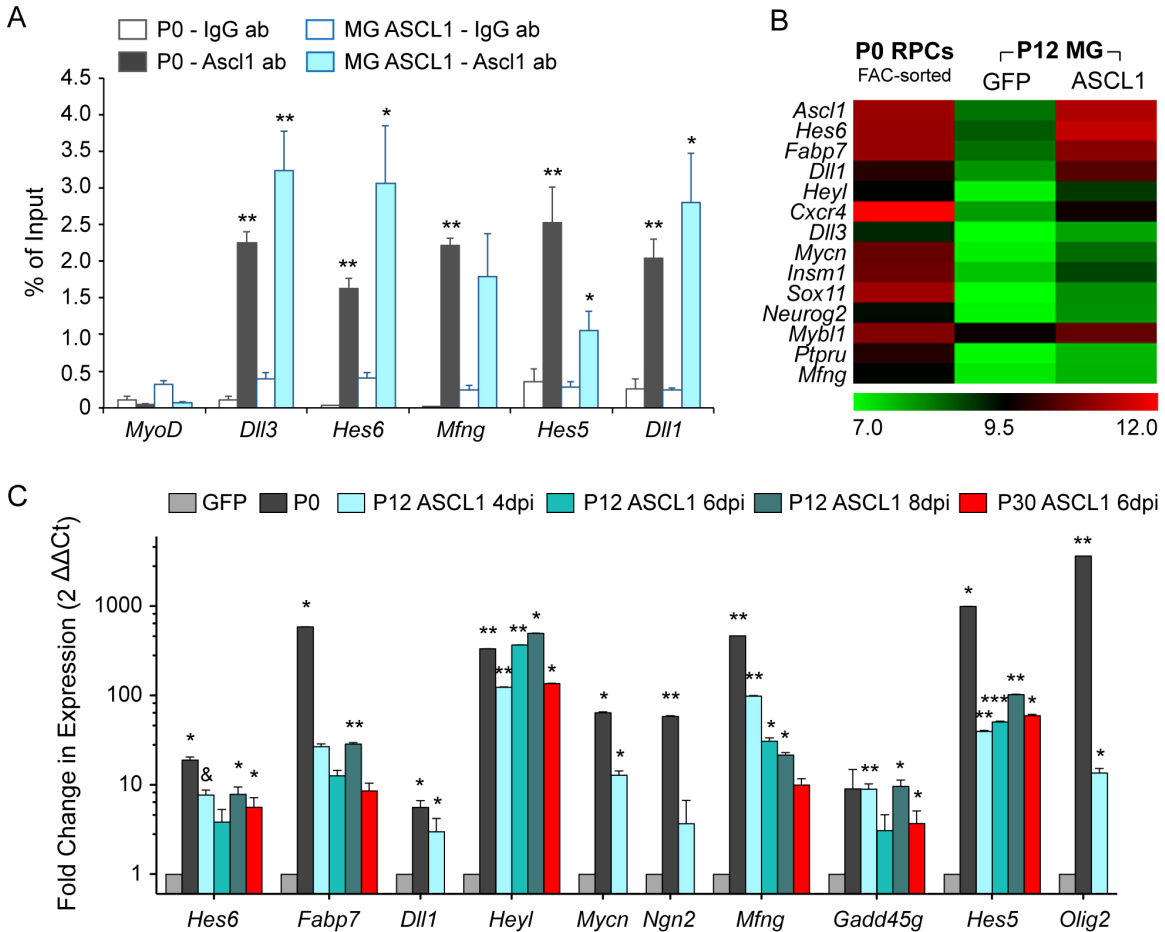 A
P0 - IgG ab
MG ASCL1 - IgG ab
P0 - Ascl1 ab
MG ASCL1 - Ascl1 ab
% of Input
4.5
4.0
3.5
3.0
2.5
2.0
1.5
1.0
0.5
0
** ** ** * ** ** * ** *
MyoD Dll3 Hes6 Mfng Hes5 Dll1
B
P0 RPCs
FAC-sorted
P12 MG
GFP ASCL1
Ascl1
Hes6
Fabp7
Dll1
Heyl
Cxcr4
Dll3
Mycn
Insm1
Sox11
Neurog2
Mybl1
Ptpru
Mfng
7.0 9.5 12.0
C
GFP P0 P12 ASCL1 4dpi P12 ASCL1 6dpi P12 ASCL1 8dpi P30 ASCL1 6dpi
Fold Change in Expression (2 ΔΔCt)
1000
100
10
1
* & * *
* **
* *
** ** ** * *
* *
**
** ** * *
** * *
* ** *** ** *
** *
Hes6 Fabp7 Dll1 Heyl Mycn Ngn2 Mfng Gadd45g Hes5 Olig2